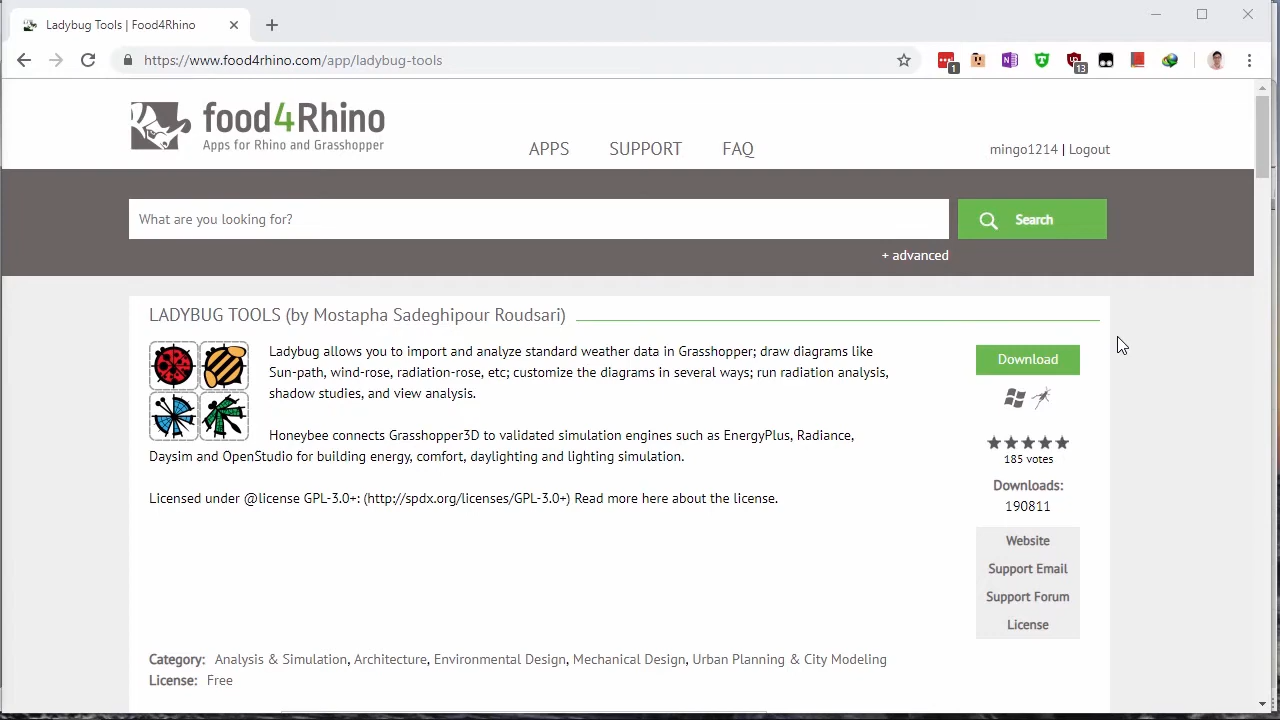 Ladybug Tools | Food4Rhino
https://www.food4rhino.com/app/ladybug-tools
1
13
food4Rhino
Apps for Rhino and Grasshopper
APPS SUPPORT FAQ
mingo1214 | Logout
What are you looking for?
Search
+ advanced
LADYBUG TOOLS (by Mostapha Sadeghipour Roudsari)
Ladybug allows you to import and analyze standard weather data in Grasshopper; draw diagrams like
Sun-path, wind-rose, radiation-rose, etc; customize the diagrams in several ways; run radiation analysis,
shadow studies, and view analysis.
Honeybee connects Grasshopper3D to validated simulation engines such as EnergyPlus, Radiance,
Daysim and OpenStudio for building energy, comfort, daylighting and lighting simulation.
Licensed under @license GPL-3.0+: (http://spdx.org/licenses/GPL-3.0+) Read more here about the license.
Download
185 votes
Downloads:
190811
Website
Support Email
Support Forum
License
Category: Analysis & Simulation, Architecture, Environmental Design, Mechanical Design, Urban Planning & City Modeling
License: Free